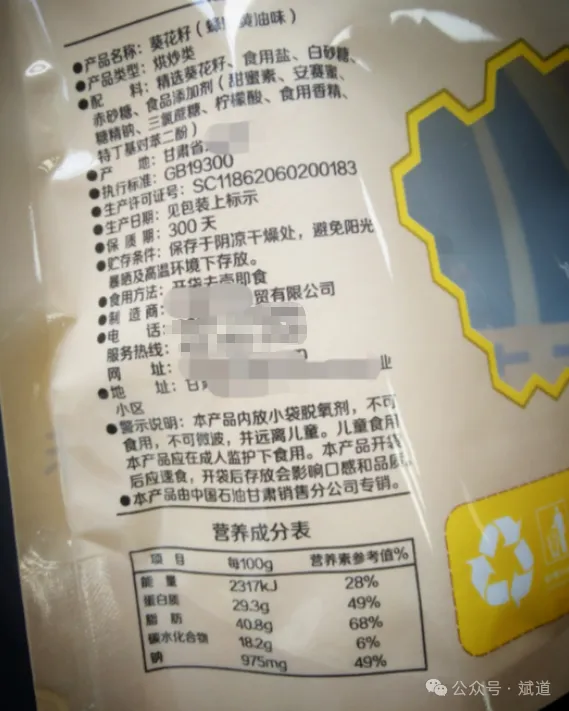 ●产品名称：葵花籽（蜂蜜黄油味）
●产品类型：烘炒类
●配　　料：精选葵花籽、食用盐、白砂糖、
赤砂糖、食品添加剂（甜蜜素、安赛蜜、
糖精钠、三氯蔗糖、柠檬酸、食用香精、
特丁基对苯二酚）
●产　　地：甘肃省
●执行标准：GB19300
●生产许可证号：SC11862060200183
●生产日期：见包装上标示
●保 质 期：300 天
●贮存条件：保存于阴凉干燥处，避免阳光
暴晒及高温环境下存放。
●食用方法：开袋去壳即食
●制 造 商：贸有限公司
●电　　话：
服务热线：
网　　址：
●地　　址：甘肃 业
小区
●警示说明：本产品内放小袋脱氧剂，不可
食用，不可微波，并远离儿童。儿童食用
本产品应在成人监护下食用。本产品开袋
后应速食，开袋后存放会影响口感和品质。
●本产品由中国石油甘肃销售分公司专销。
营养成分表
项 目 每100g 营养素参考值%
能 量 2317kJ 28%
蛋白质 29.3g 49%
脂 肪 40.8g 68%
碳水化合物 18.2g 6%
钠 975mg 49%
公众号·斌道